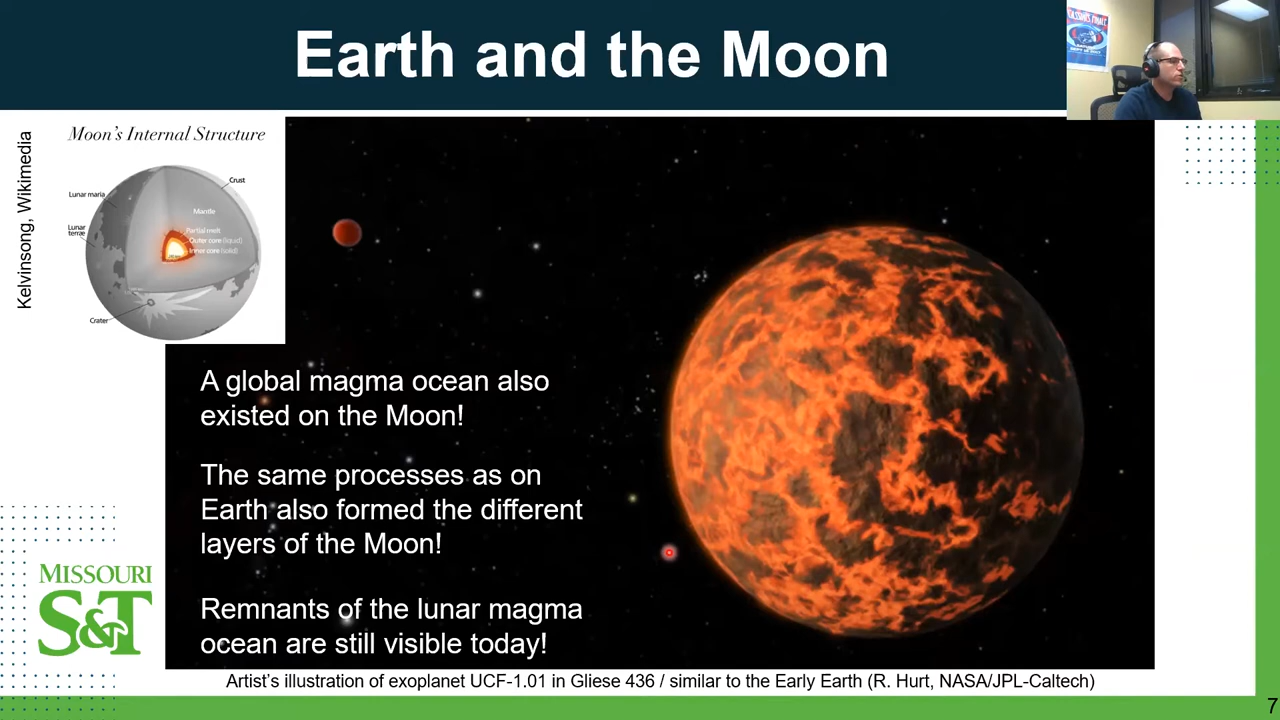 Earth and the Moon
Kelvinsong, Wikimedia
Moon's Internal Structure
Crust
Lunar maria
Mantle
Lunar
terræ
Partial melt
Outer core (liquid)
Inner core (solid)
Crater
A global magma ocean also
existed on the Moon!
The same processes as on
Earth also formed the different
layers of the Moon!
Remnants of the lunar magma
ocean are still visible today!
MISSOURI
S&T
Artist's illustration of exoplanet UCF-1.01 in Gliese 436 / similar to the Early Earth (R. Hurt, NASA/JPL-Caltech)
7